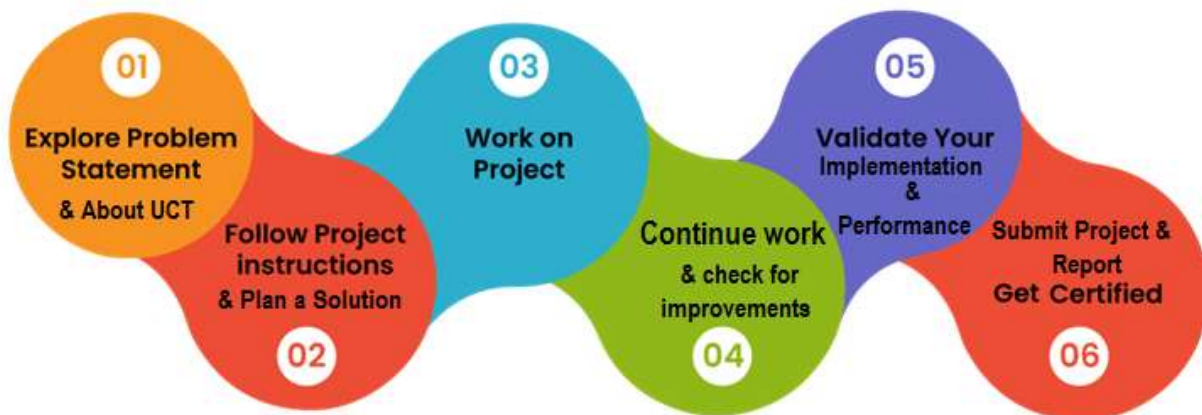 01
Explore Problem
Statement
& About UCT
Follow Project
instructions
& Plan a Solution
02
03
Work on
Project
Continue work
& check for
improvements
04
05
Validate Your
Implementation
&
Performance
Submit Project &
Report
Get Certified
06